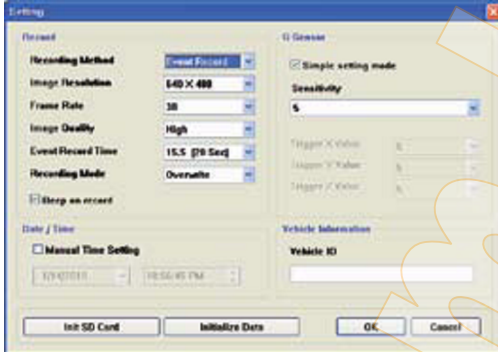 Setting
Record
Recording Method Event Record
Image Resolution 640 X 480
Frame Rate 30
Image Quality High
Event Record Time 15.5 [20 Sec]
Recording Mode Overwrite
Beep on record
G Sensor
Simple setting mode
Sensitivity
5
Trigger X Value
Trigger Y Value
Trigger Z Value
Date / Time
Manual Time Setting
PM
Vehicle Information
Vehicle ID
Init SD Card
Initialize Data
OK
Cancel